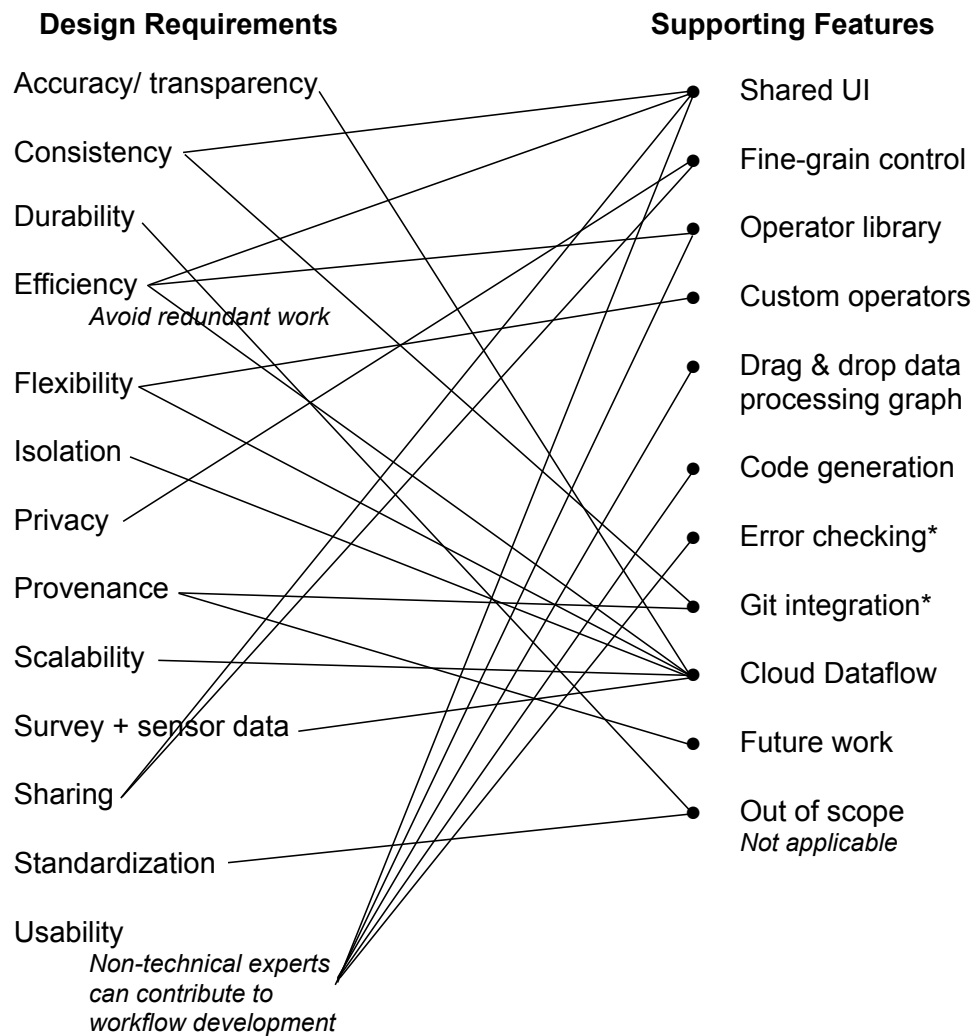 Design Requirements
Accuracy/ transparency
Consistency
Durability
Efficiency
Avoid redundant work
Flexibility
Isolation
Privacy
Provenance
Scalability
Survey + sensor data
Sharing
Standardization
Usability
Non-technical experts
can contribute to
workflow development
Supporting Features
Shared UI
Fine-grain control
Operator library
Custom operators
Drag & drop data
processing graph
Code generation
Error checking*
Git integration*
Cloud Dataflow
Future work
Out of scope
Not applicable